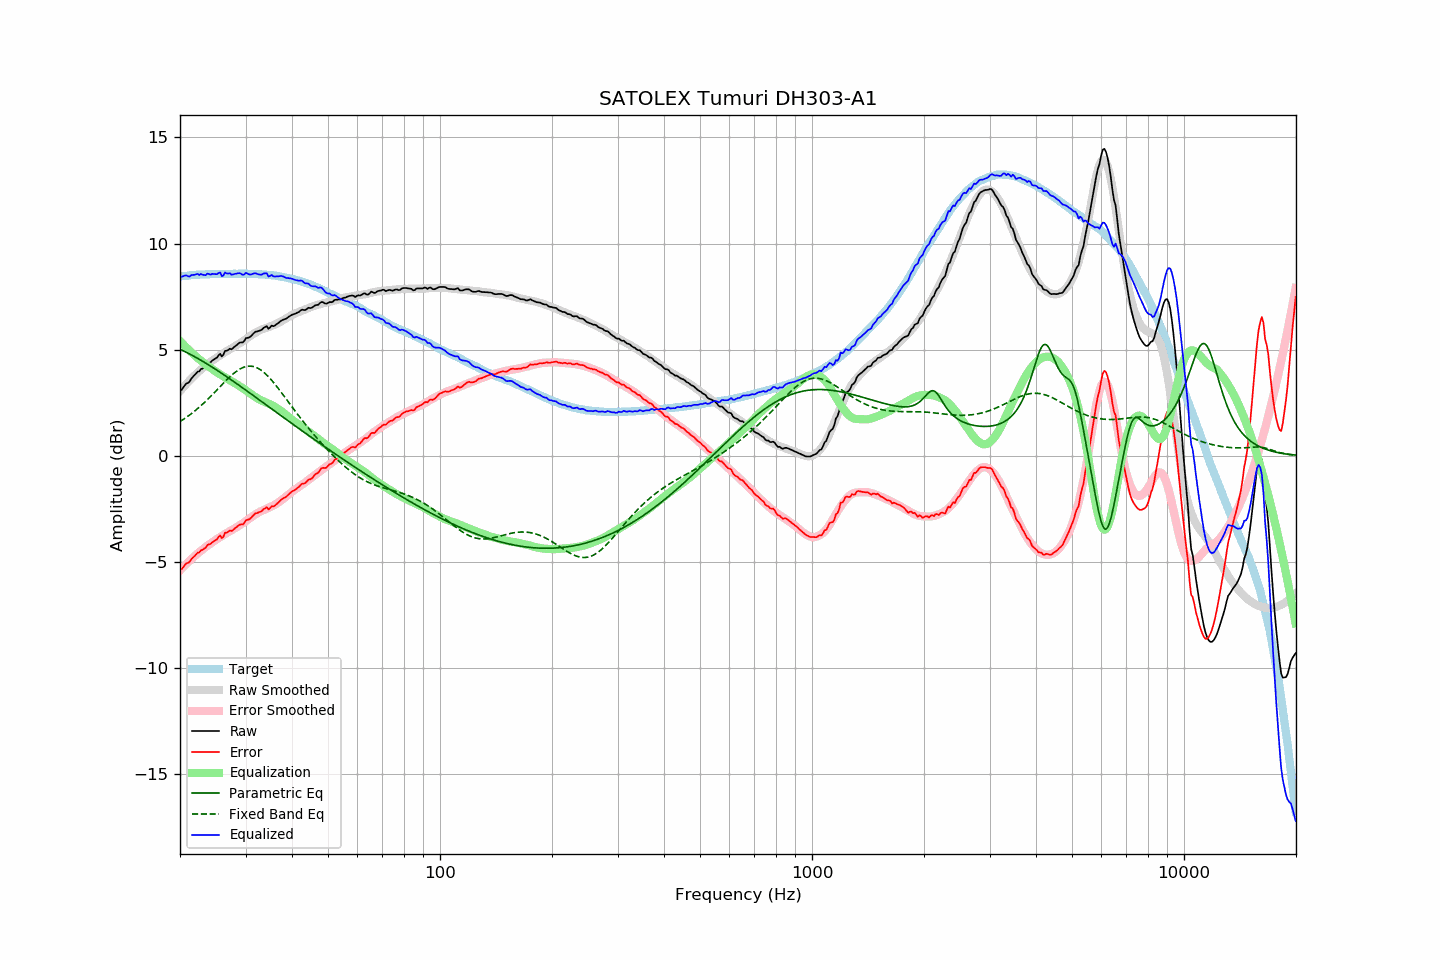 SATOLEX Tumuri DH303-A1
15
10
5
0
−5
−10
−15
Amplitude (dBr)
Target
Raw Smoothed
Error Smoothed
Raw
Error
Equalization
Parametric Eq
Fixed Band Eq
Equalized
100
1000
10000
Frequency (Hz)